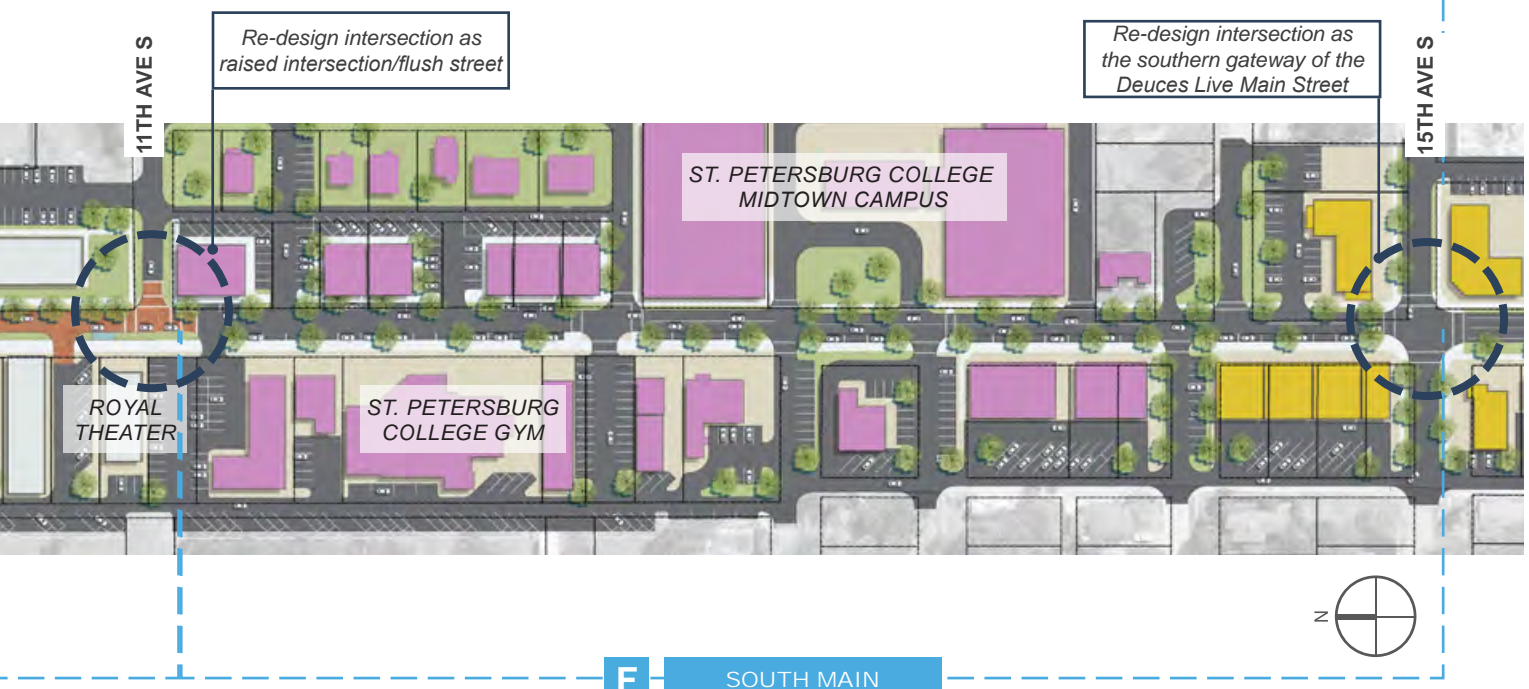 Re-design intersection as
raised intersection/flush street
Re-design intersection as
the southern gateway of the
Deuces Live Main Street
11TH AVE S
15TH AVE S
ST. PETERSBURG COLLEGE
MIDTOWN CAMPUS
ROYAL
THEATER
ST. PETERSBURG
COLLEGE GYM
N
SOUTH MAIN